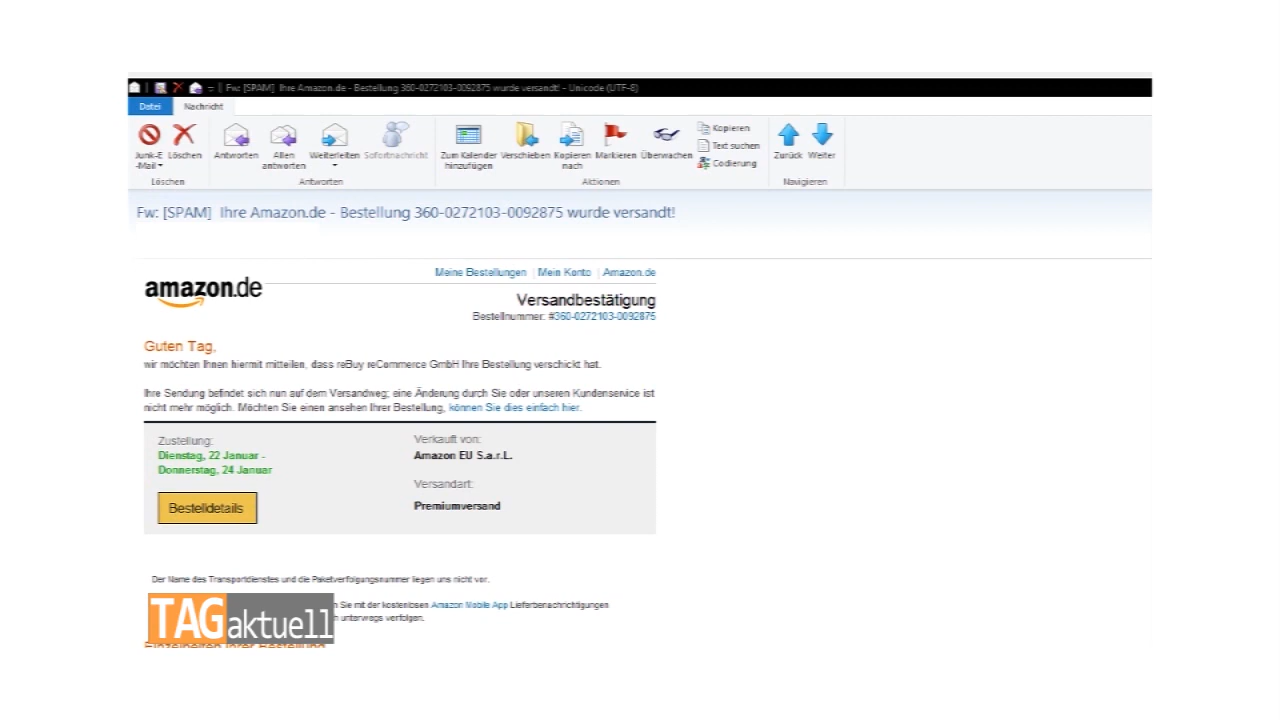 Fw: [SPAM] Ihre Amazon.de - Bestellung 360-0272103-0092875 wurde versandt! - Unicode (UTF-8)
Datei Nachricht
Junk-E-Mail Löschen Antworten Allen antworten Weiterleiten Sofortnachricht Zum Kalender hinzufügen Verschieben Kopieren nach Markieren Überwachen Kopieren Text suchen Codierung Zurück Weiter
Löschen Antworten Aktionen Navigieren
Fw: [SPAM] Ihre Amazon.de - Bestellung 360-0272103-0092875 wurde versandt!
Meine Bestellungen | Mein Konto | Amazon.de
amazon.de
Versandbestätigung
Bestellnummer: #360-0272103-0092875
Guten Tag,
wir möchten Ihnen hiermit mitteilen, dass reBuy reCommerce GmbH Ihre Bestellung verschickt hat.
Ihre Sendung befindet sich nun auf dem Versandweg; eine Änderung durch Sie oder unseren Kundenservice ist
nicht mehr möglich. Möchten Sie einen ansehen Ihrer Bestellung, können Sie dies einfach hier.
Zustellung:
Dienstag, 22 Januar -
Donnerstag, 24 Januar
Bestelldetails
Verkauft von:
Amazon EU S.a.r.L.
Versandart:
Premiumversand
Der Name des Transportdienstes und die Paketverfolgungsnummer liegen uns nicht vor.
Sie mit der kostenlosen Amazon Mobile App Lieferbenachrichtigungen
unterwegs verfolgen.
TAGaktuell
Einzelheiten Ihrer Bestellung